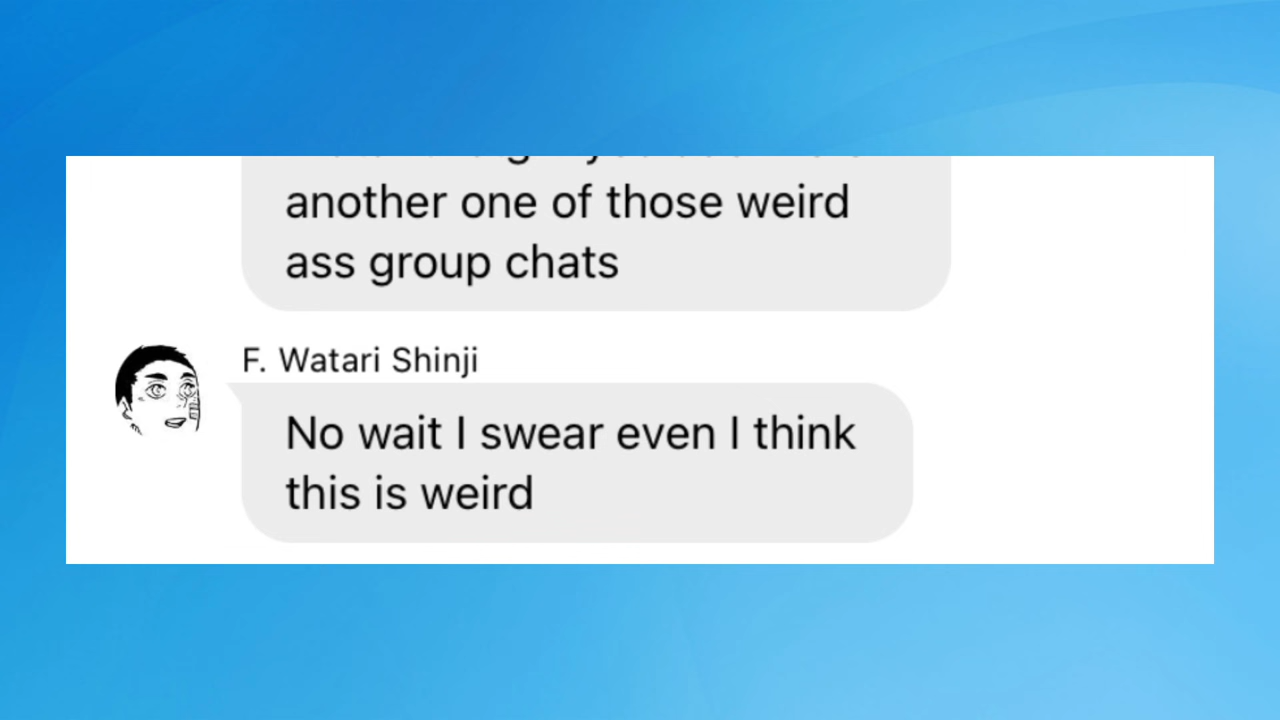 another one of those weird
ass group chats
F. Watari Shinji
No wait I swear even I think
this is weird